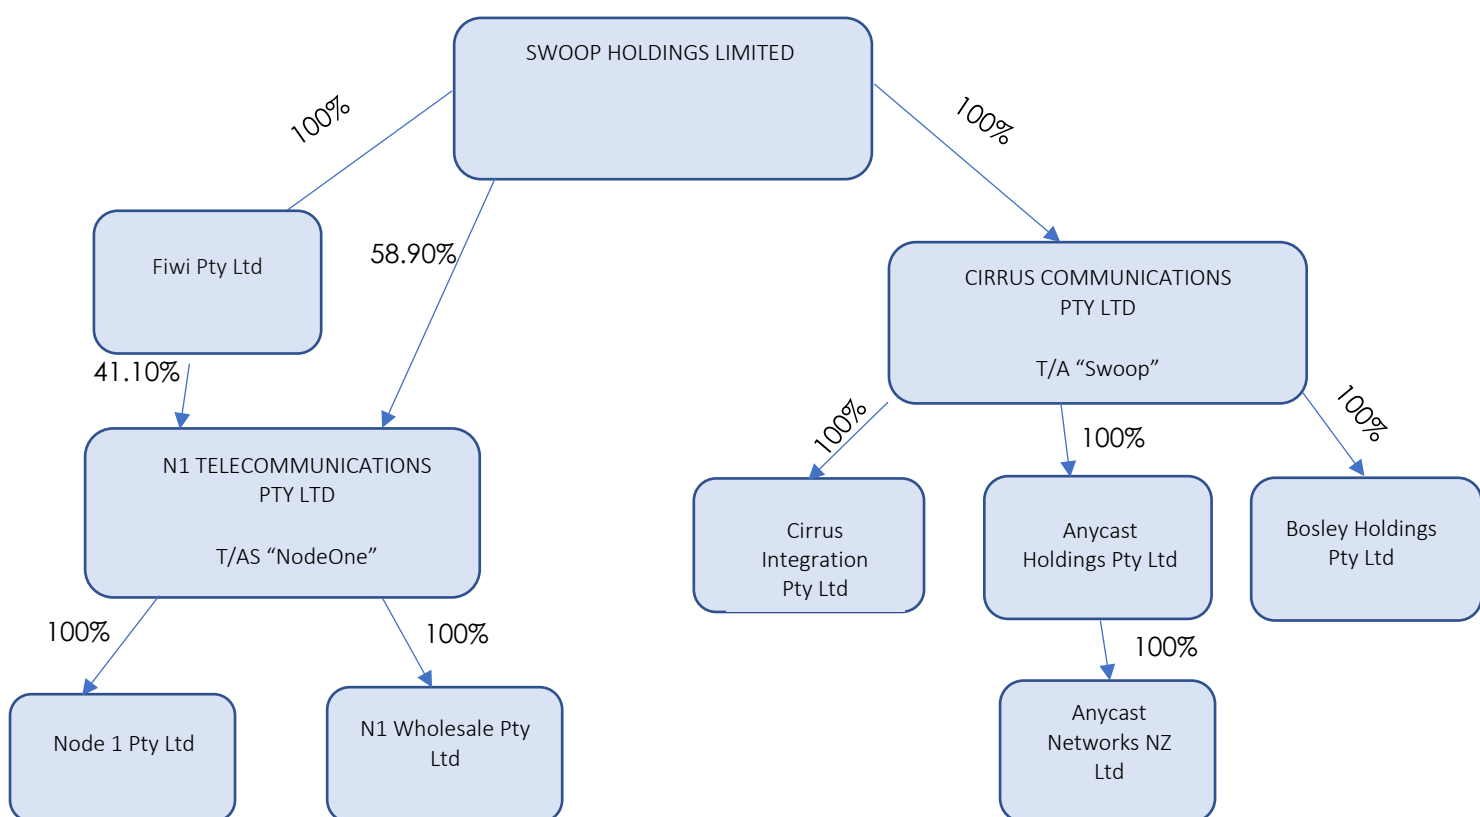 SWOOP HOLDINGS LIMITED
100%
100%
Fiwi Pty Ltd
58.90%
CIRRUS COMMUNICATIONS
PTY LTD
T/A “Swoop”
41.10%
100%
100%
100%
N1 TELECOMMUNICATIONS
PTY LTD
T/AS “NodeOne”
Cirrus
Integration
Pty Ltd
Anycast
Holdings Pty Ltd
Bosley Holdings
Pty Ltd
100%
100%
100%
Node 1 Pty Ltd
N1 Wholesale Pty
Ltd
Anycast
Networks NZ
Ltd